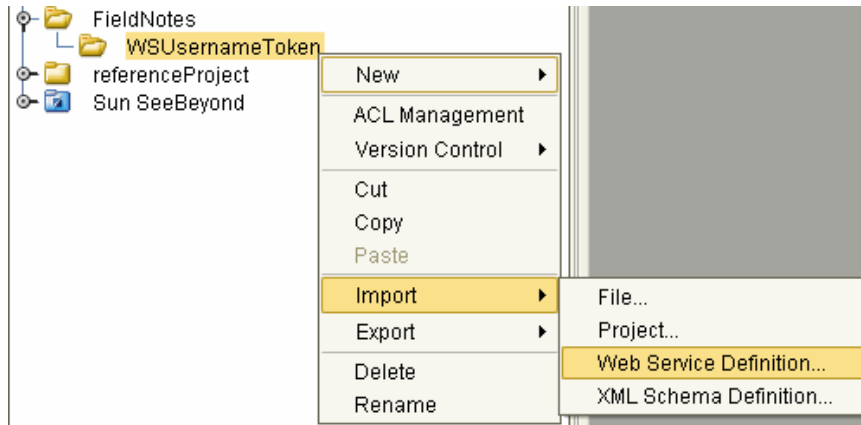 FieldNotes
WSUsernameToken
referenceProject
Sun SeeBeyond
New
ACL Management
Version Control
Cut
Copy
Paste
Import
Export
Delete
Rename
File...
Project...
Web Service Definition...
XML Schema Definition...